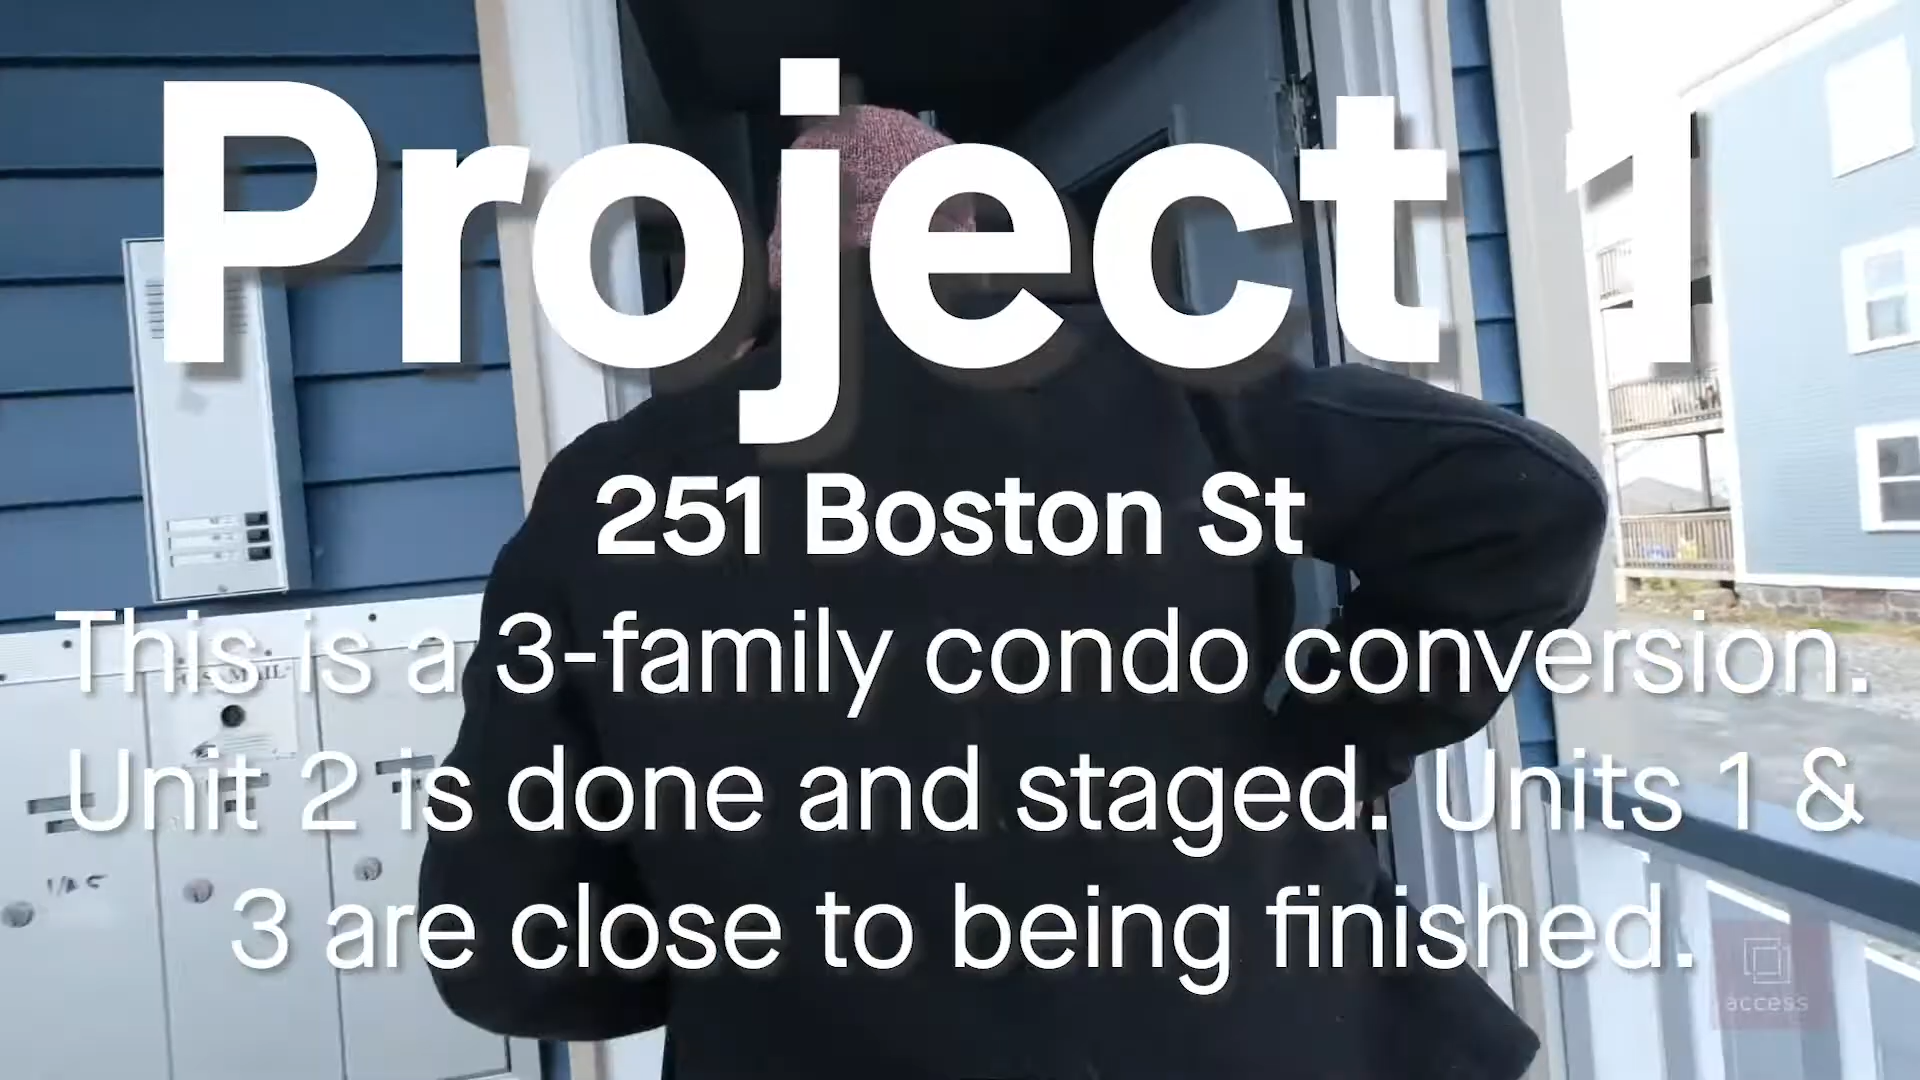 Project 1
251 Boston St
This is a 3-family condo conversion.
Unit 2 is done and staged. Units 1 &
3 are close to being finished.
access